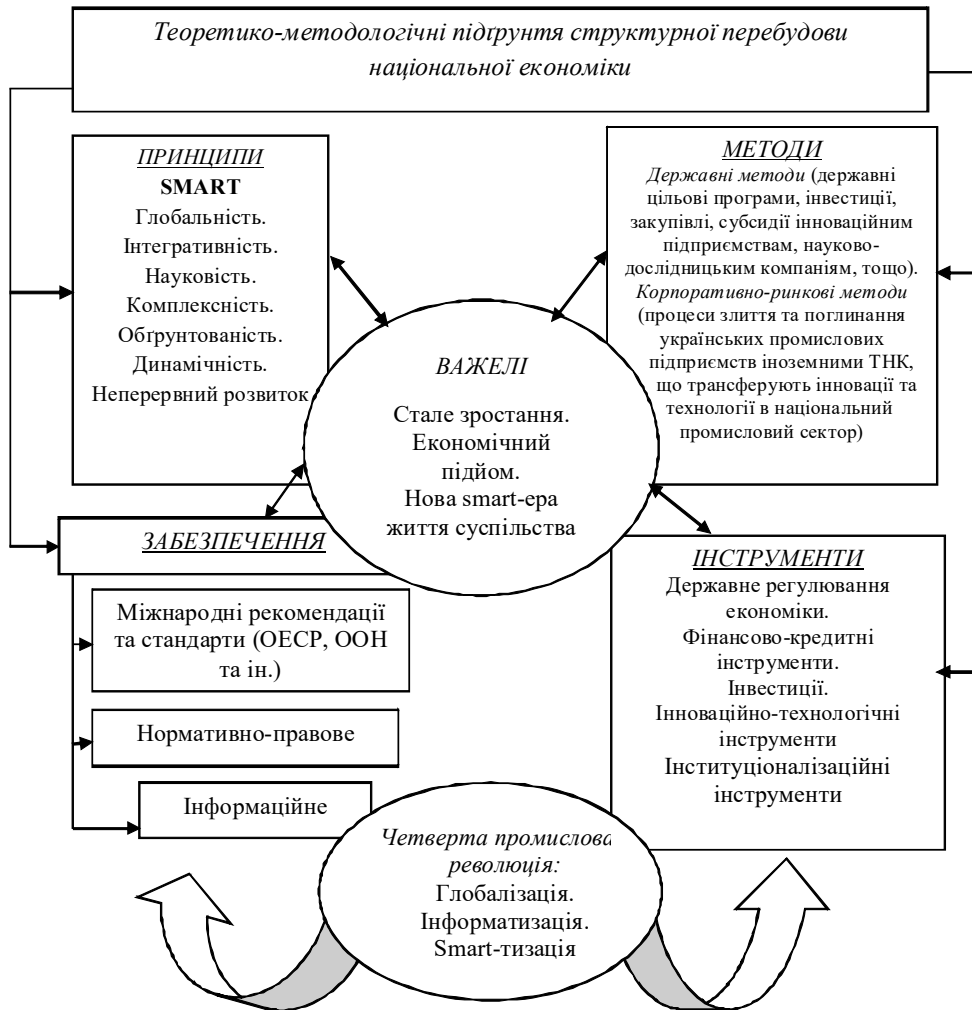 Теоретико-методологічні підґрунтя структурної перебудови
національної економіки
ПРИНЦИПИ
SMART
Глобальність.
Інтегративність.
Науковість.
Комплексність.
Обґрунтованість.
Динамічність.
Неперервний розвиток
МЕТОДИ
Державні методи (державні
цільові програми, інвестиції,
закупівлі, субсидії інноваційним
підприємствам, науково-
дослідницьким компаніям, тощо).
Корпоративно-ринкові методи
(процеси злиття та поглинання
українських промислових
підприємств іноземними ТНК,
що трансферують інновації та
технології в національний
промисловий сектор)
ВАЖЕЛІ
Стале зростання.
Економічний
підйом.
Нова smart-ера
життя суспільства
ЗАБЕЗПЕЧЕННЯ
Міжнародні рекомендації
та стандарти (ОЕСР, ООН
та ін.)
Нормативно-правове
Інформаційне
ІНСТРУМЕНТИ
Державне регулювання
економіки.
Фінансово-кредитні
інструменти.
Інвестиції.
Інноваційно-технологічні
інструменти
Інституціоналізаційні
інструменти
Четверта промислова
революція:
Глобалізація.
Інформатизація.
Smart-тизація